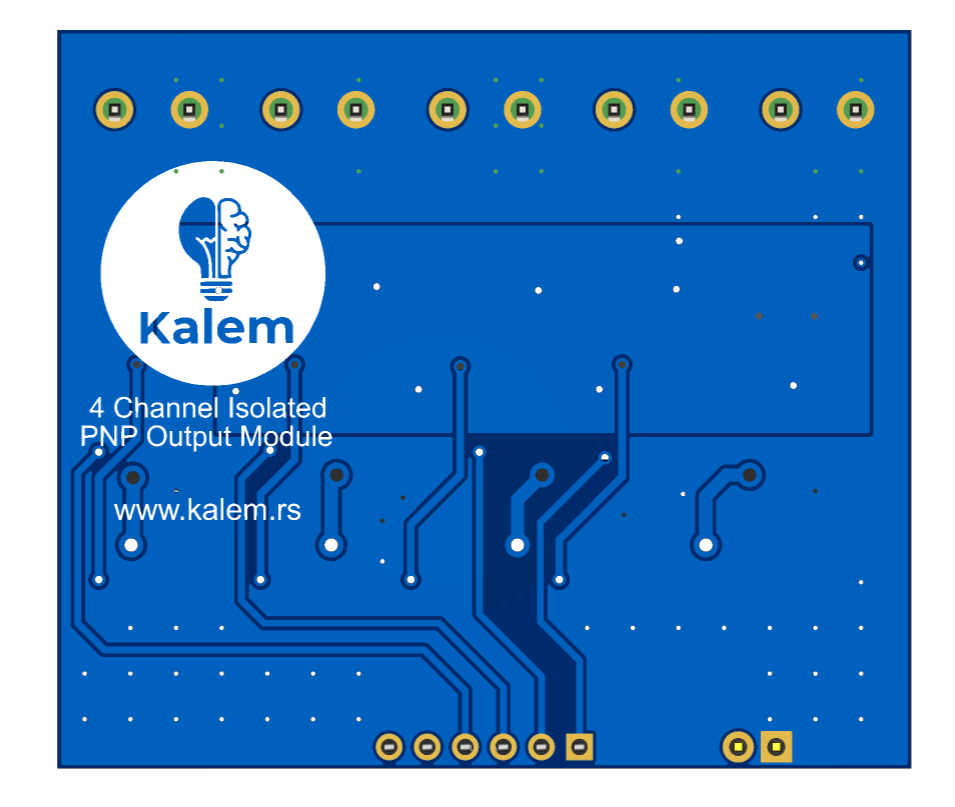 Kalem
4 Channel Isolated
PNP Output Module
www.kalem.rs